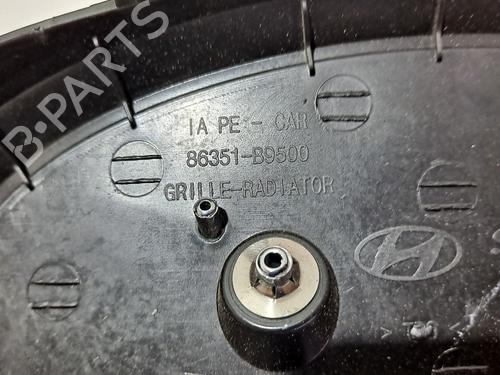 B-PARTS
IA PE - CAR
86351-B9500
GRILLE-RADIATOR